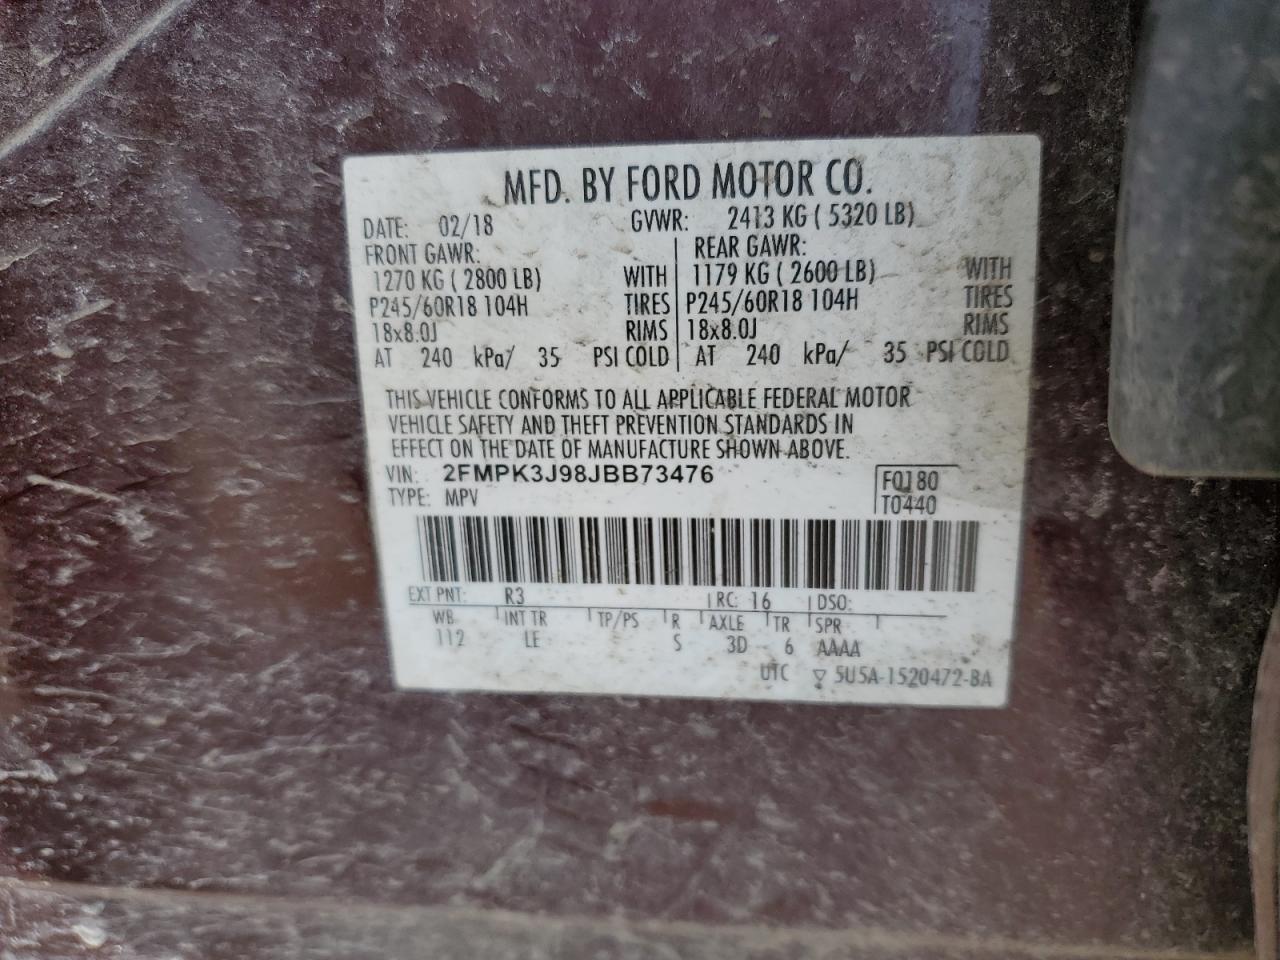 MFD. BY FORD MOTOR CO.
DATE: 02/18 GVWR: 2413 KG ( 5320 LB)
FRONT GAWR: REAR GAWR:
1270 KG ( 2800 LB) WITH 1179 KG ( 2600 LB) WITH
P245/60R18 104H TIRES P245/60R18 104H TIRES
18x8.0J RIMS 18x8.0J RIMS
AT 240 kPa/ 35 PSI COLD AT 240 kPa/ 35 PSI COLD
THIS VEHICLE CONFORMS TO ALL APPLICABLE FEDERAL MOTOR
VEHICLE SAFETY AND THEFT PREVENTION STANDARDS IN
EFFECT ON THE DATE OF MANUFACTURE SHOWN ABOVE.
VIN: 2FMPK3J98JBB73476 F0180
TYPE: MPV T0440
EXT PNT: R3 RC: 16 DSO:
WB INT TR TP/PS R AXLE TR SPR
112 LE S 3D 6 AAAA
UTC 5U5A-1520472-BA